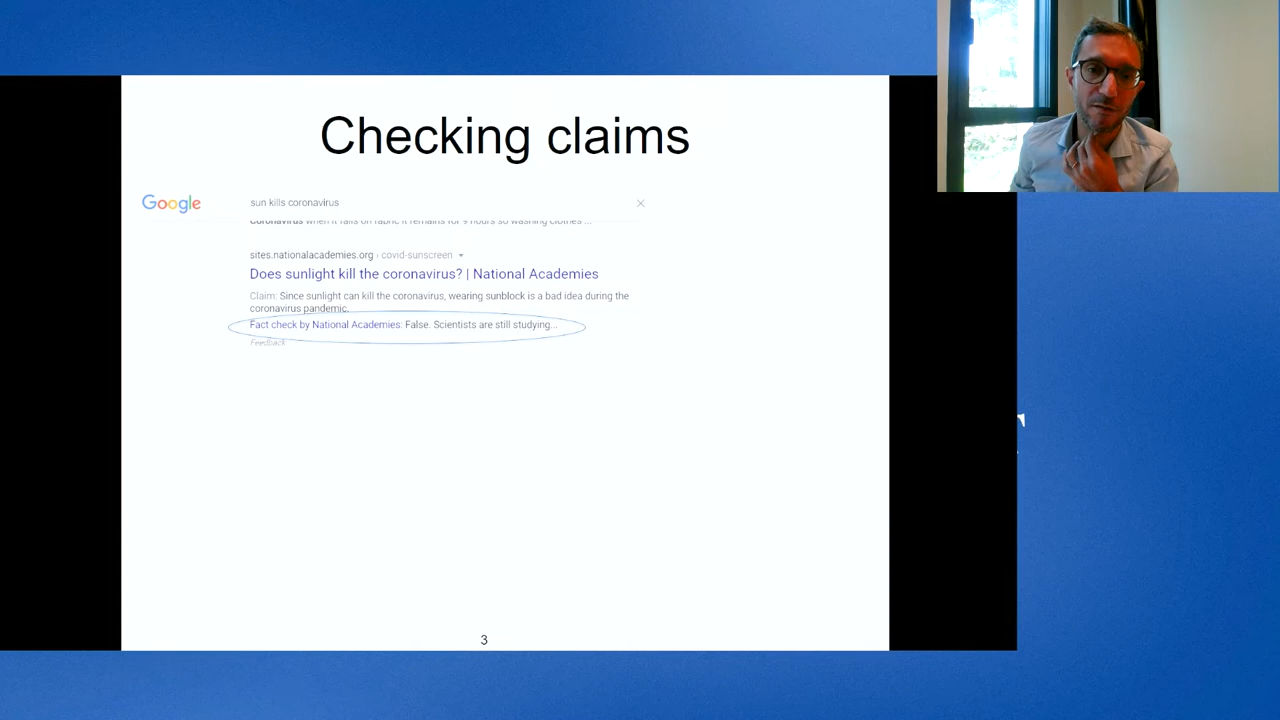 Checking claims
Google sun kills coronavirus
Coronavirus when it falls on fabric it remains for 9 hours so washing clothes ...
sites.nationalacademies.org › covid-sunscreen
Does sunlight kill the coronavirus? | National Academies
Claim: Since sunlight can kill the coronavirus, wearing sunblock is a bad idea during the
coronavirus pandemic.
Fact check by National Academies: False. Scientists are still studying...
Feedback
3